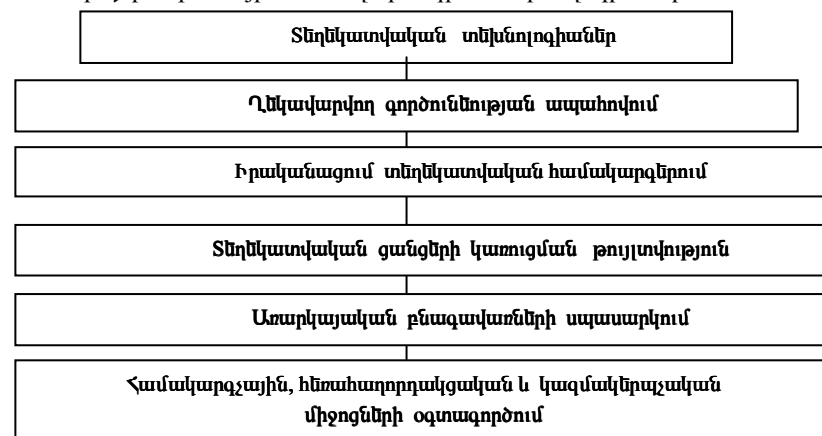 Տեղեկատվական տեխնոլոգիաներ
Ղեկավարվող գործունեության ապահովում
Իրականացում տեղեկատվական համակարգերում
Տեղեկատվական ցանցերի կառուցման թույլտվություն
Առարկայական բնագավառների սպասարկում
Համակարգչային, հեռահաղորդակցական և կազմակերպչական
միջոցների օգտագործում